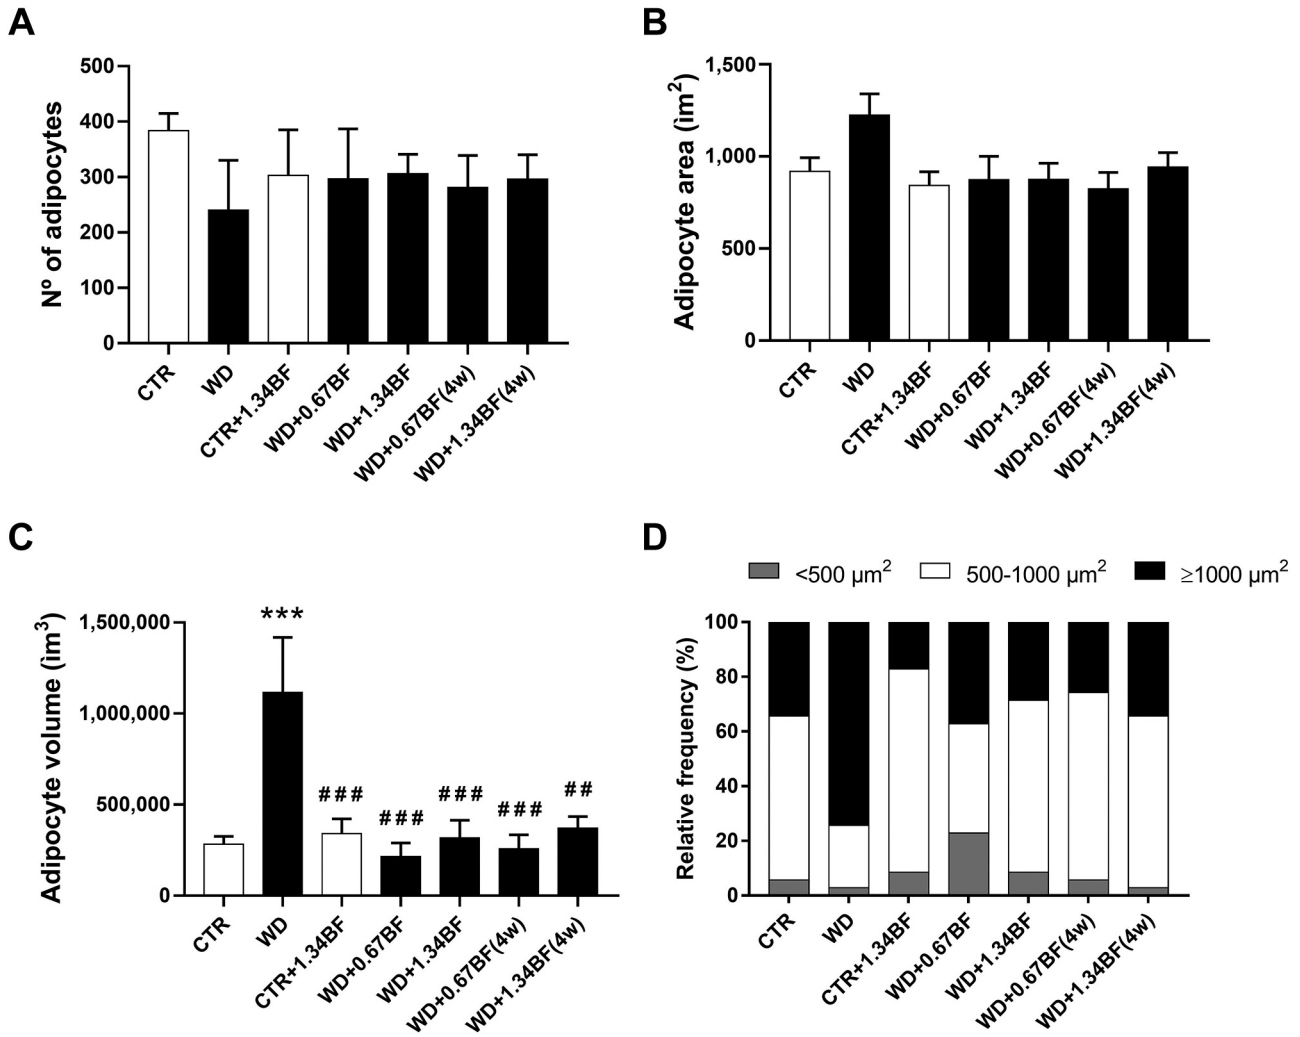 A
500
400
300
200
100
0
Nº of adipocytes
CTR
WD
CTR+1.34BF
WD+0.67BF
WD+1.34BF
WD+0.67BF(4w)
WD+1.34BF(4w)
B
1,500
1,000
500
0
Adipocyte area (ìm²)
CTR
WD
CTR+1.34BF
WD+0.67BF
WD+1.34BF
WD+0.67BF(4w)
WD+1.34BF(4w)
C
1,500,000
1,000,000
500,000
0
Adipocyte volume (ìm³)
***
###
###
###
###
##
CTR
WD
CTR+1.34BF
WD+0.67BF
WD+1.34BF
WD+0.67BF(4w)
WD+1.34BF(4w)
D
<500 µm²
500-1000 µm²
≥1000 µm²
100
80
60
40
20
0
Relative frequency (%)
CTR
WD
CTR+1.34BF
WD+0.67BF
WD+1.34BF
WD+0.67BF(4w)
WD+1.34BF(4w)